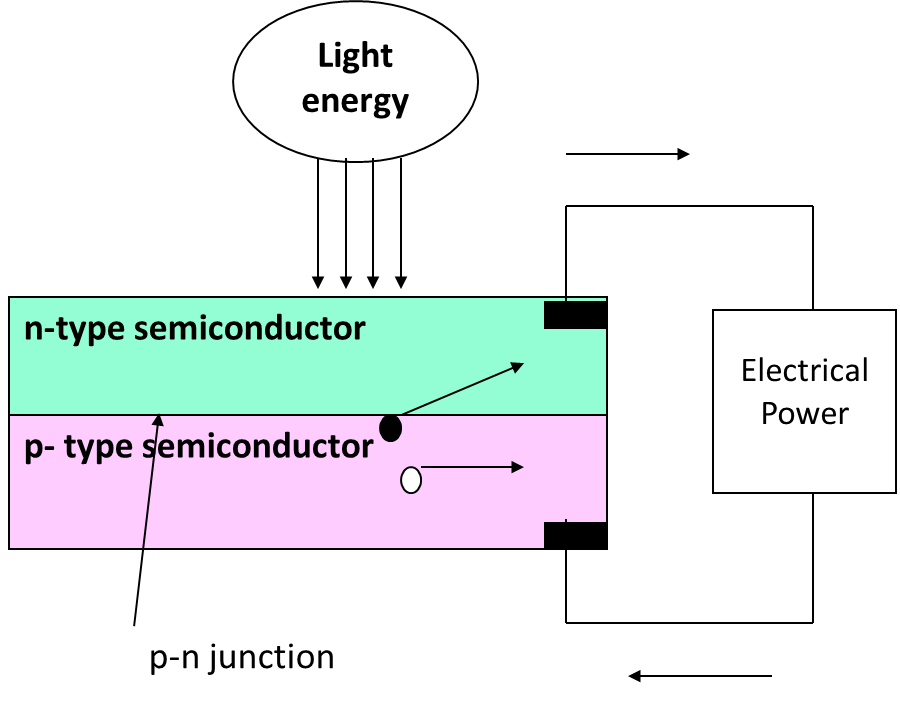 Light
energy
n-type semiconductor
p- type semiconductor
Electrical
Power
p-n junction